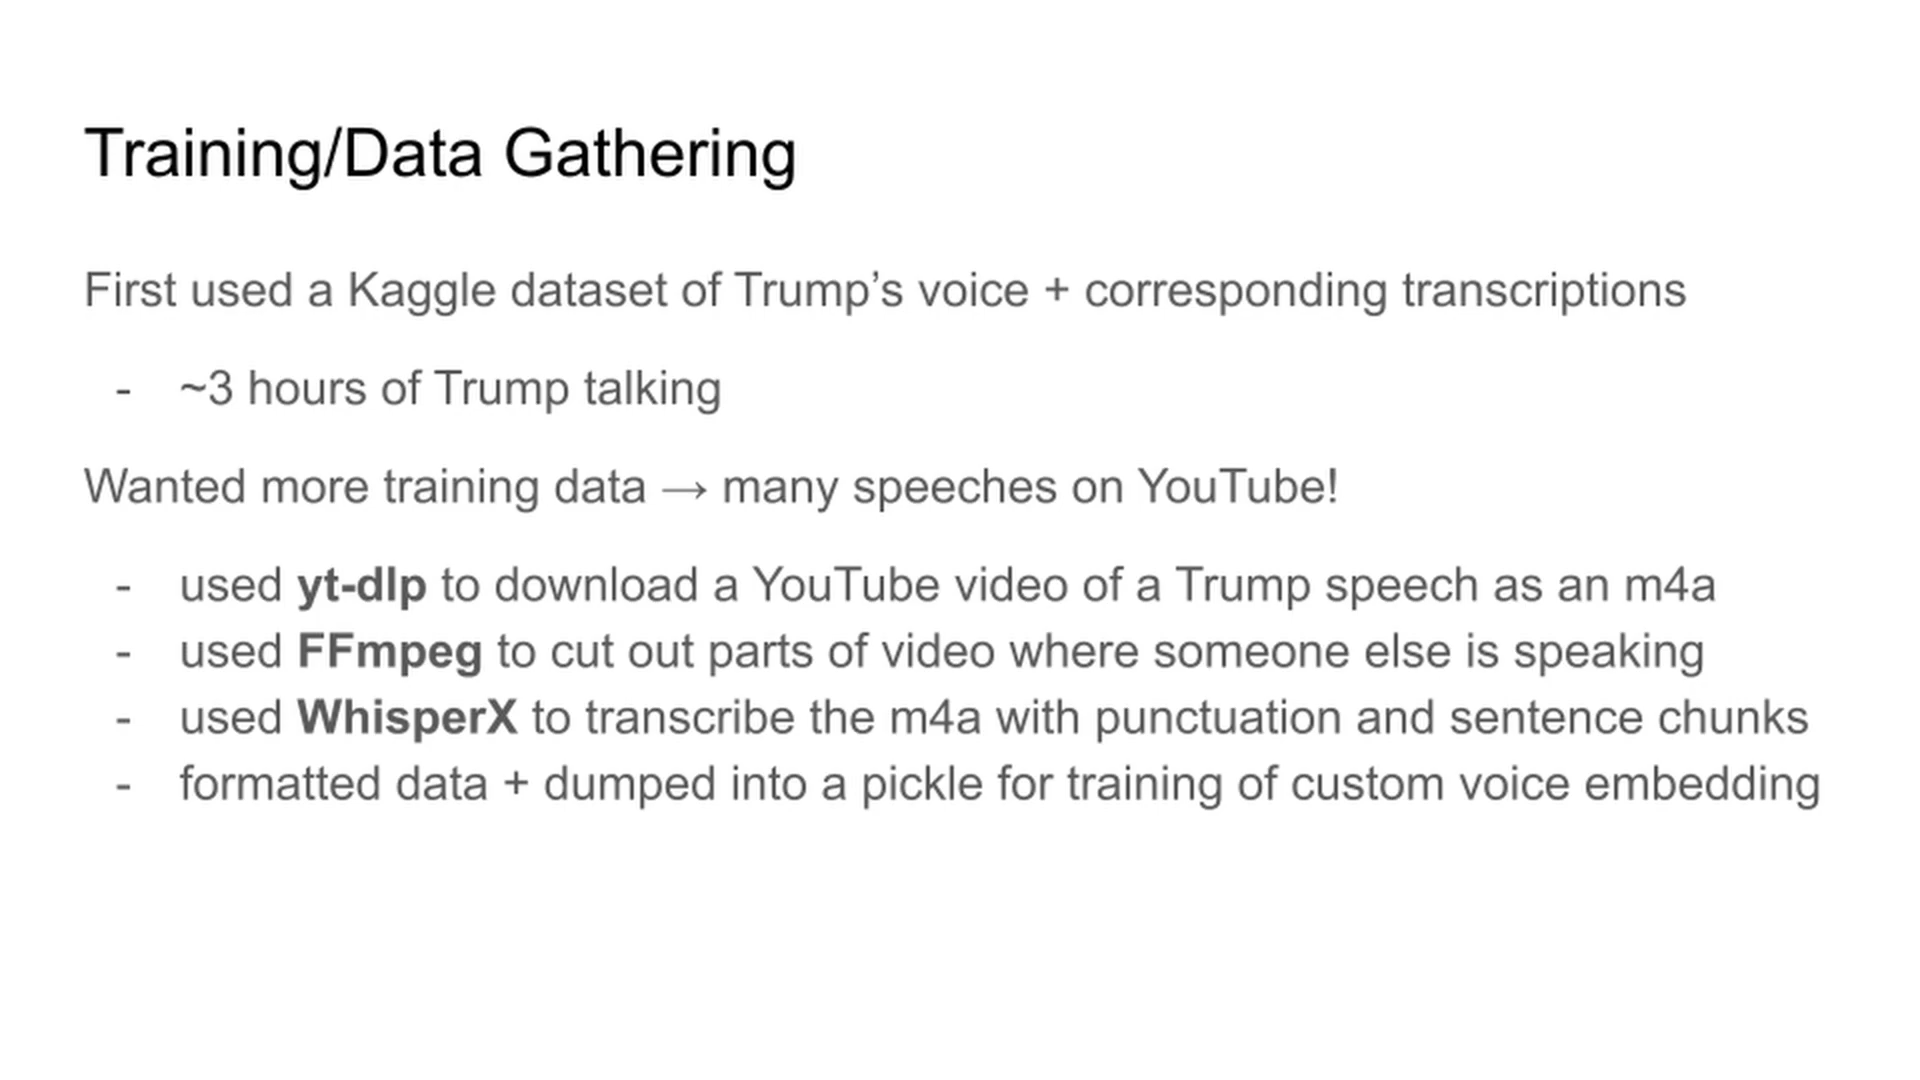 Training/Data Gathering
First used a Kaggle dataset of Trump’s voice + corresponding transcriptions
- ~3 hours of Trump talking
Wanted more training data → many speeches on YouTube!
- used yt-dlp to download a YouTube video of a Trump speech as an m4a
- used FFmpeg to cut out parts of video where someone else is speaking
- used WhisperX to transcribe the m4a with punctuation and sentence chunks
- formatted data + dumped into a pickle for training of custom voice embedding